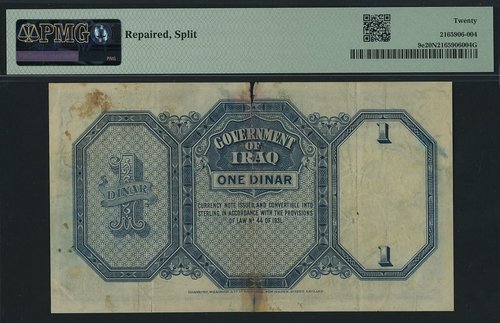 PMG
PMG
Repaired, Split
Twenty
2165906-004
9e20N2165906004G
GOVERNMENT
OF
IRAQ
ONE DINAR
CURRENCY NOTE ISSUED, AND CONVERTIBLE INTO
STERLING, IN ACCORDANCE WITH THE PROVISIONS
OF LAW Nº 44 OF 1931.
1
DINAR
1
1